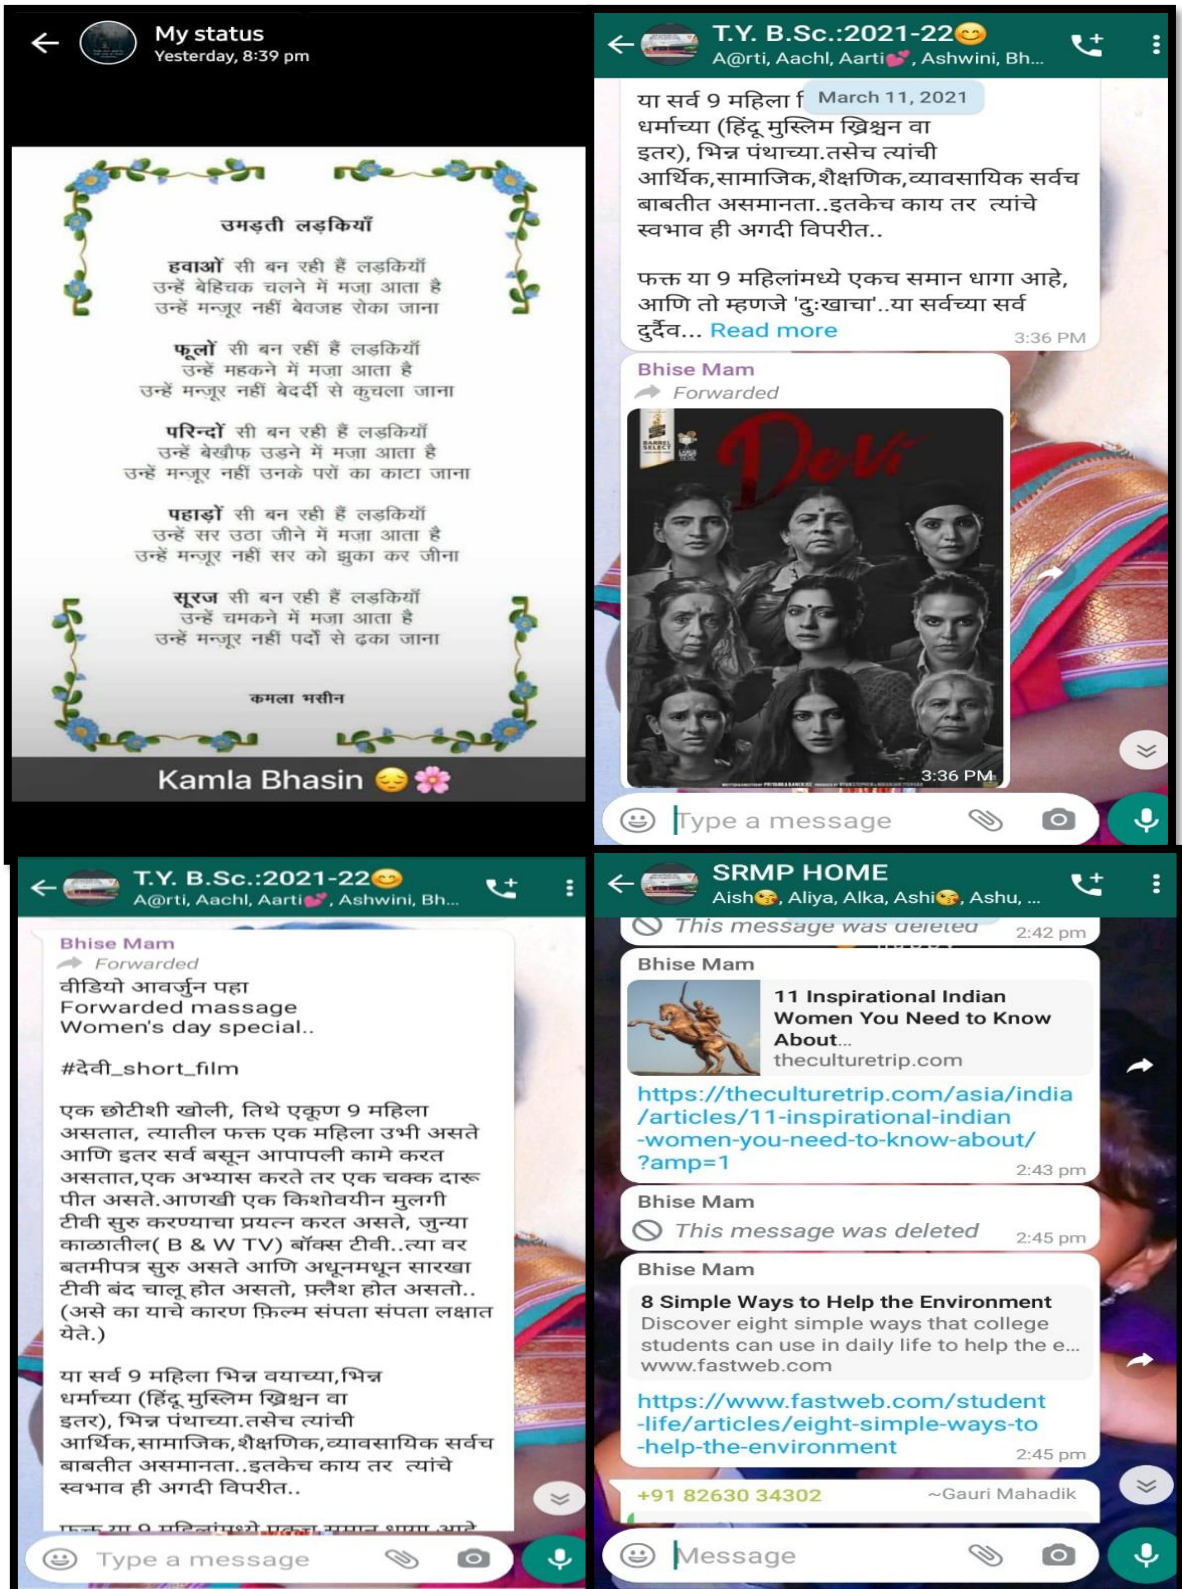 My status
Yesterday, 8:39 pm
उमड़ती लड़कियाँ
हवाओं सी बन रही हैं लड़कियाँ
उन्हें बेहिचक चलने में मज़ा आता है
उन्हें मन्जूर नहीं बेवजह रोका जाना
फूलों सी बन रहीं हैं लड़कियाँ
उन्हें महकने में मज़ा आता है
उन्हें मन्जूर नहीं बेदर्दी से कुचला जाना
परिन्दों सी बन रही हैं लड़कियाँ
उन्हें बेखौफ़ उड़ने में मज़ा आता है
उन्हें मन्जूर नहीं उनके परों का काटा जाना
पहाड़ों सी बन रही हैं लड़कियाँ
उन्हें सर उठा जीने में मज़ा आता है
उन्हें मन्जूर नहीं सर को झुका कर जीना
सूरज सी बन रही हैं लड़कियाँ
उन्हें चमकने में मज़ा आता है
उन्हें मन्जूर नहीं पर्दों से ढ़का जाना
कमला भसीन
Kamla Bhasin 😔🌸
T.Y. B.Sc.:2021-22😊
A@rti, Aachl, Aarti💕, Ashwini, Bh...
March 11, 2021
या सर्व 9 महिला
धर्माच्या (हिंदू मुस्लिम ख्रिश्चन वा
इतर), भिन्न पंथाच्या.तसेच त्यांची
आर्थिक,सामाजिक,शैक्षणिक,व्यावसायिक सर्वच
बाबतीत असमानता..इतकेच काय तर त्यांचे
स्वभाव ही अगदी विपरीत..
फक्त या 9 महिलांमध्ये एकच समान धागा आहे,
आणि तो म्हणजे 'दुःखाचा'..या सर्वच्या सर्व
दुर्दैव... Read more
3:36 PM
Bhise Mam
Forwarded
BARREL
SELECT
Devi
3:36 PM
Type a message
T.Y. B.Sc.:2021-22😊
A@rti, Aachl, Aarti💕, Ashwini, Bh...
Bhise Mam
Forwarded
वीडियो आवर्जुन पहा
Forwarded massage
Women's day special..
#देवी_short_film
एक छोटीशी खोली, तिथे एकूण 9 महिला
असतात, त्यातील फक्त एक महिला उभी असते
आणि इतर सर्व बसून आपापली कामे करत
असतात,एक अभ्यास करते तर एक चक्क दारू
पीत असते.आणखी एक किशोवयीन मुलगी
टीवी सुरु करण्याचा प्रयत्न करत असते, जुन्या
काळातील( B & W TV) बॉक्स टीवी..त्या वर
बतमीपत्र सुरु असते आणि अधूनमधून सारखा
टीवी बंद चालू होत असतो, फ़्लैश होत असतो..
(असे का याचे कारण फ़िल्म संपता संपता लक्षात
येते.)
या सर्व 9 महिला भिन्न वयाच्या,भिन्न
धर्माच्या (हिंदू मुस्लिम ख्रिश्चन वा
इतर), भिन्न पंथाच्या.तसेच त्यांची
आर्थिक,सामाजिक,शैक्षणिक,व्यावसायिक सर्वच
बाबतीत असमानता..इतकेच काय तर त्यांचे
स्वभाव ही अगदी विपरीत..
फक्त या 9 महिलांमध्ये एकच समान धागा आहे
Type a message
SRMP HOME
Aish😘, Aliya, Alka, Ashi😘, Ashu, ...
This message was deleted
2:42 pm
Bhise Mam
11 Inspirational Indian
Women You Need to Know
About...
theculturetrip.com
https://theculturetrip.com/asia/india
/articles/11-inspirational-indian
-women-you-need-to-know-about/
?amp=1
2:43 pm
Bhise Mam
This message was deleted
2:45 pm
Bhise Mam
8 Simple Ways to Help the Environment
Discover eight simple ways that college
students can use in daily life to help the e...
www.fastweb.com
https://www.fastweb.com/student
-life/articles/eight-simple-ways-to
-help-the-environment
2:45 pm
+91 82630 34302
~Gauri Mahadik
Message